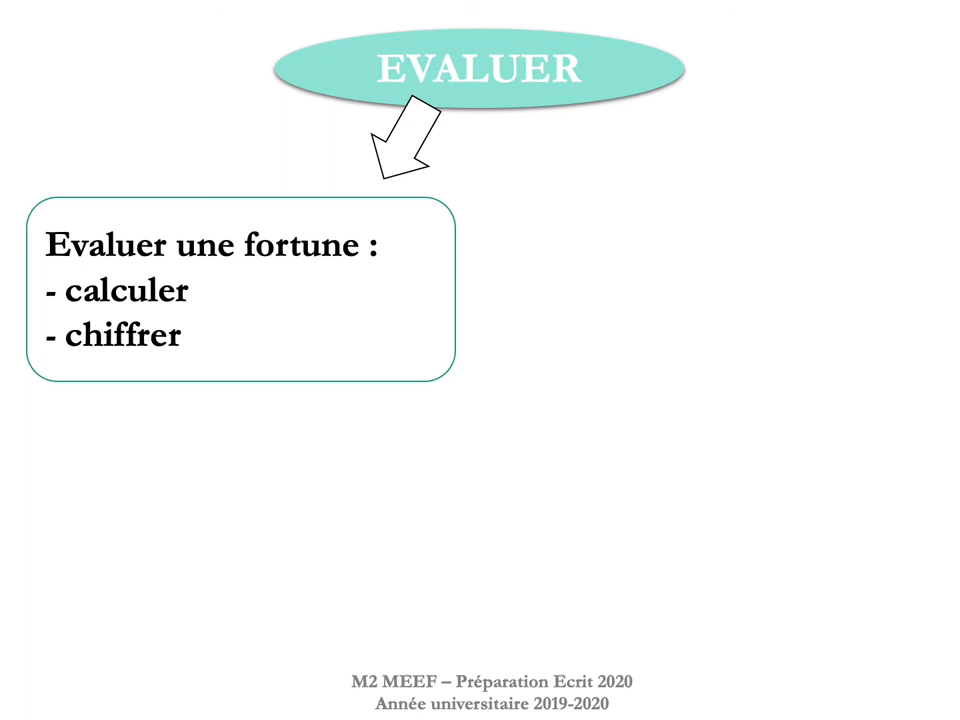 EVALUER
Evaluer une fortune :
- calculer
- chiffrer
M2 MEEF – Préparation Ecrit 2020
Année universitaire 2019-2020